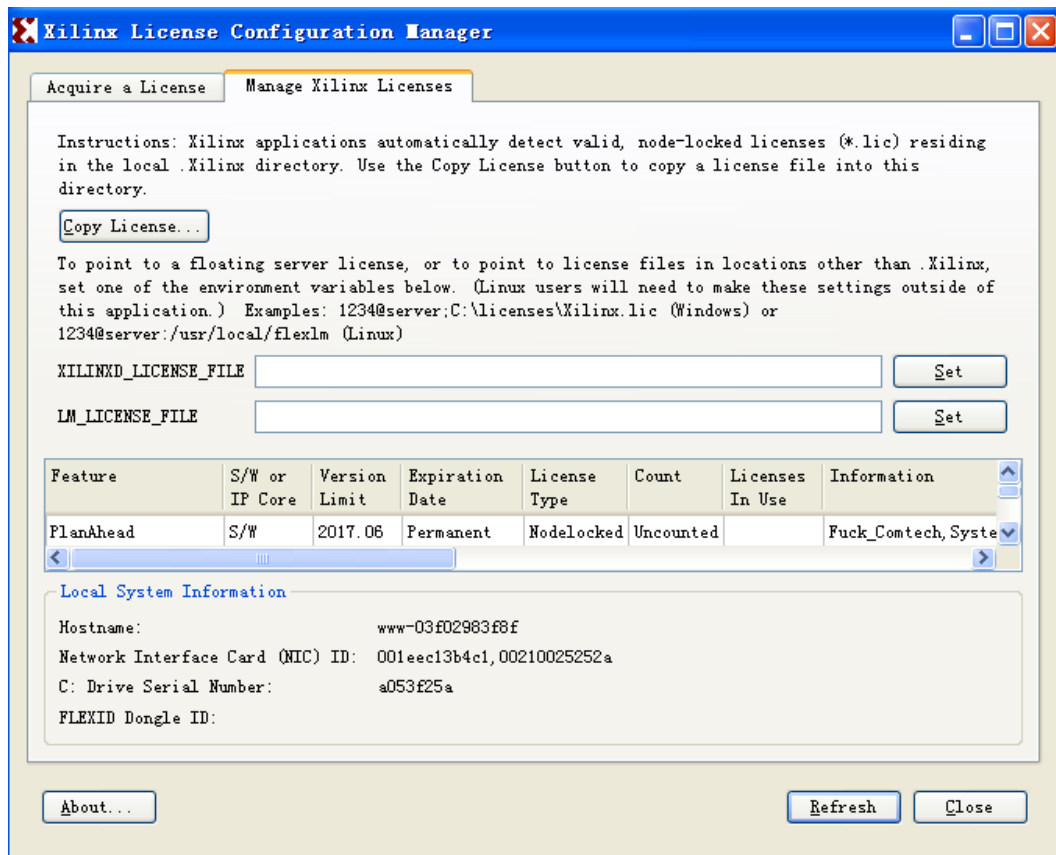 Xilinx License Configuration Manager
Acquire a License
Manage Xilinx Licenses
Instructions: Xilinx applications automatically detect valid, node-locked licenses (*.lic) residing
in the local .Xilinx directory. Use the Copy License button to copy a license file into this
directory.
Copy License...
To point to a floating server license, or to point to license files in locations other than .Xilinx,
set one of the environment variables below. (Linux users will need to make these settings outside of
this application.) Examples: 1234@server;C:\licenses\Xilinx.lic (Windows) or
1234@server:/usr/local/flexlm (Linux)
XILINXD_LICENSE_FILE Set
LM_LICENSE_FILE Set
Feature S/W or Version Expiration License Count Licenses Information
IP Core Limit Date Type In Use
PlanAhead S/W 2017.06 Permanent Nodelocked Uncounted Fuck_Comtech,Syste
Local System Information
Hostname: www-03f02983f8f
Network Interface Card (NIC) ID: 001eec13b4c1,00210025252a
C: Drive Serial Number: a053f25a
FLEXID Dongle ID:
About... Refresh Close